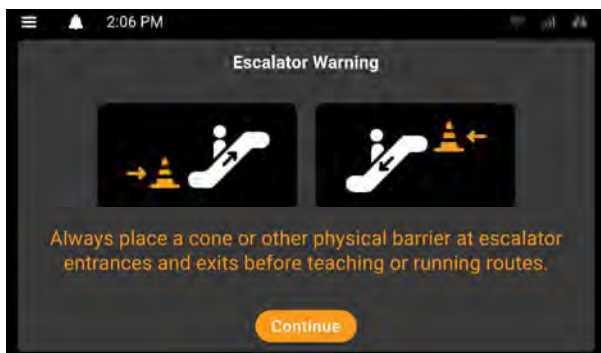 2:06 PM
Escalator Warning
Always place a cone or other physical barrier at escalator
entrances and exits before teaching or running routes.
Continue